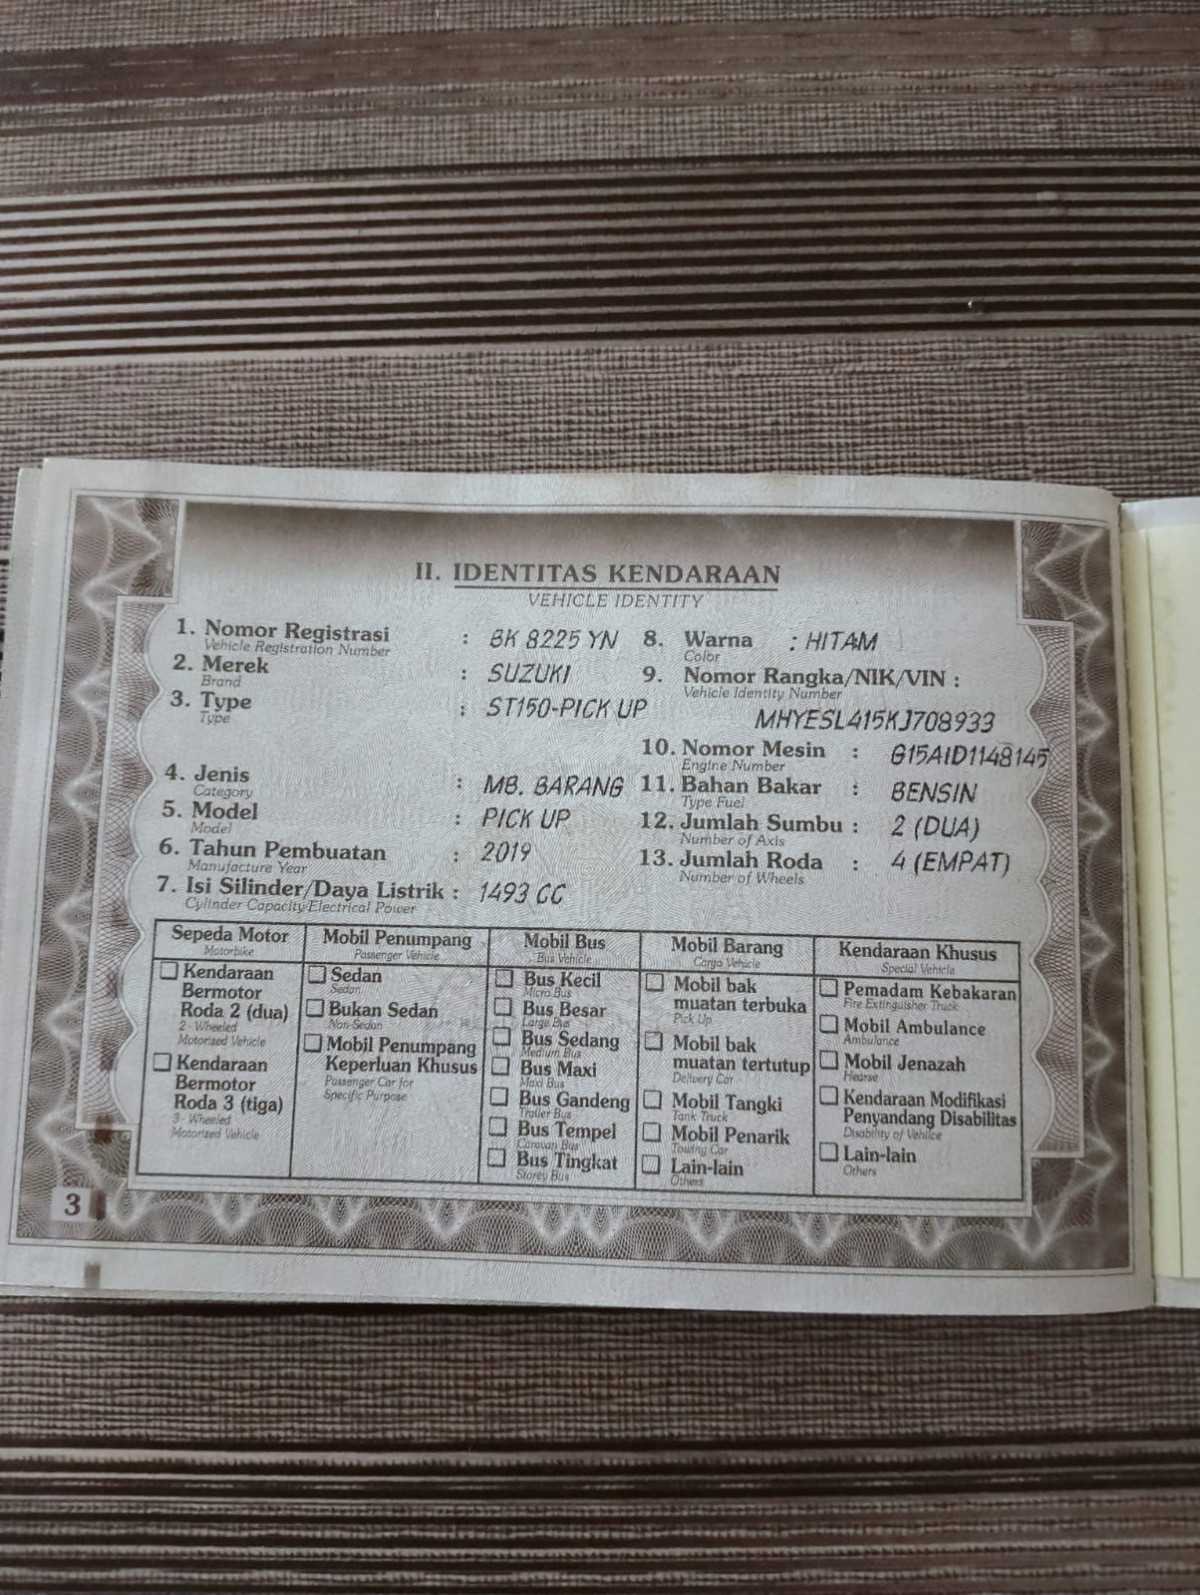 II. IDENTITAS KENDARAAN
VEHICLE IDENTITY
1. Nomor Registrasi : BK 8225 YN
Vehicle Registration Number
2. Merek : SUZUKI
Brand
3. Type : ST150-PICK UP
Type
4. Jenis : MB. BARANG
Category
5. Model : PICK UP
Model
6. Tahun Pembuatan : 2019
Manufacture Year
7. Isi Silinder/Daya Listrik : 1493 CC
Cylinder Capacity/Electrical Power
8. Warna : HITAM
Color
9. Nomor Rangka/NIK/VIN :
Vehicle Identity Number
MHYESL415KJ708933
10. Nomor Mesin : G15AID1148145
Engine Number
11. Bahan Bakar : BENSIN
Type Fuel
12. Jumlah Sumbu : 2 (DUA)
Number of Axis
13. Jumlah Roda : 4 (EMPAT)
Number of Wheels
Sepeda Motor
Motorbike
Kendaraan
Bermotor
Roda 2 (dua)
2 - Wheeled
Motorized Vehicle
Kendaraan
Bermotor
Roda 3 (tiga)
3 - Wheeled
Motorized Vehicle
Mobil Penumpang
Passenger Vehicle
Sedan
Sedan
Bukan Sedan
Non-Sedan
Mobil Penumpang
Keperluan Khusus
Passenger Car for
Specific Purpose
Mobil Bus
Bus Vehicle
Bus Kecil
Micro Bus
Bus Besar
Large Bus
Bus Sedang
Medium Bus
Bus Maxi
Maxi Bus
Bus Gandeng
Trailer Bus
Bus Tempel
Caravan Bus
Bus Tingkat
Storey Bus
Mobil Barang
Cargo Vehicle
Mobil bak
muatan terbuka
Pick Up
Mobil bak
muatan tertutup
Delivery Car
Mobil Tangki
Tank Truck
Mobil Penarik
Towing Car
Lain-lain
Others
Kendaraan Khusus
Special Vehicle
Pemadam Kebakaran
Fire Extinguisher Truck
Mobil Ambulance
Ambulance
Mobil Jenazah
Hearse
Kendaraan Modifikasi
Penyandang Disabilitas
Disability of Vehilce
Lain-lain
Others
3